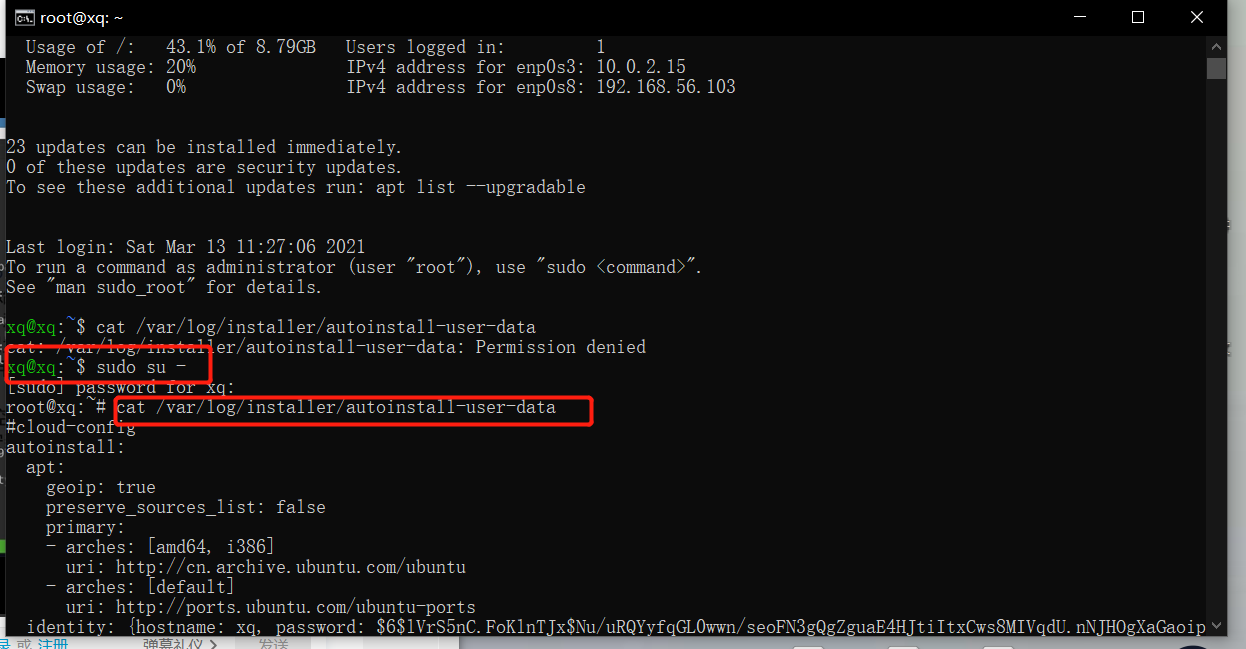 root@xq: ~
Usage of /: 43.1% of 8.79GB Users logged in: 1
Memory usage: 20% IPv4 address for enp0s3: 10.0.2.15
Swap usage: 0% IPv4 address for enp0s8: 192.168.56.103
23 updates can be installed immediately.
0 of these updates are security updates.
To see these additional updates run: apt list --upgradable
Last login: Sat Mar 13 11:27:06 2021
To run a command as administrator (user "root"), use "sudo <command>".
See "man sudo_root" for details.
xq@xq:~$ cat /var/log/installer/autoinstall-user-data
cat: /var/log/installer/autoinstall-user-data: Permission denied
xq@xq:~$ sudo su -
[sudo] password for xq:
root@xq:~# cat /var/log/installer/autoinstall-user-data
#cloud-config
autoinstall:
apt:
geoip: true
preserve_sources_list: false
primary:
- arches: [amd64, i386]
uri: http://cn.archive.ubuntu.com/ubuntu
- arches: [default]
uri: http://ports.ubuntu.com/ubuntu-ports
identity: {hostname: xq, password: $6$lVrS5nC.FoKlnTJx$Nu/uRQYyfqGL0wwn/seoFN3gQgZguaE4HJtiItxCws8MIVqdU.nNJHOgXaGaoip
或 注册 弹幕礼仪 发送